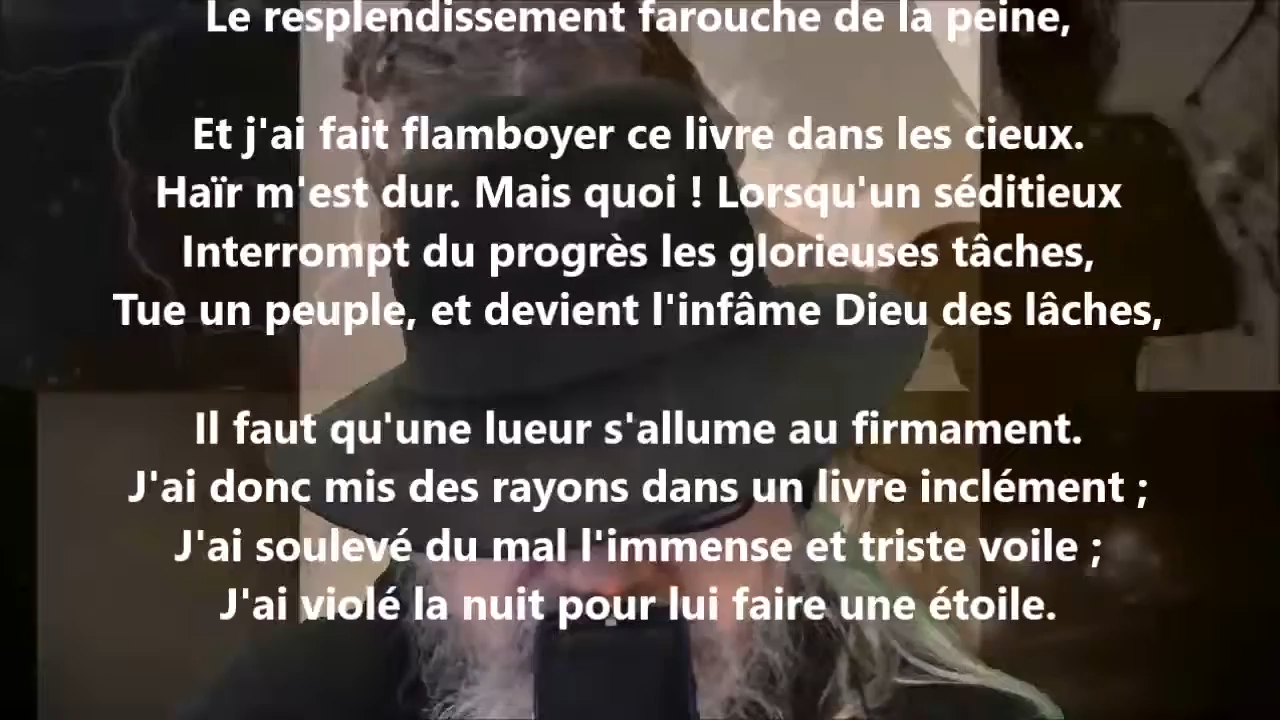 Le resplendissement farouche de la peine,
Et j'ai fait flamboyer ce livre dans les cieux.
Haïr m'est dur. Mais quoi ! Lorsqu'un séditieux
Interrompt du progrès les glorieuses tâches,
Tue un peuple, et devient l'infâme Dieu des lâches,
Il faut qu'une lueur s'allume au firmament.
J'ai donc mis des rayons dans un livre inclément ;
J'ai soulevé du mal l'immense et triste voile ;
J'ai violé la nuit pour lui faire une étoile.